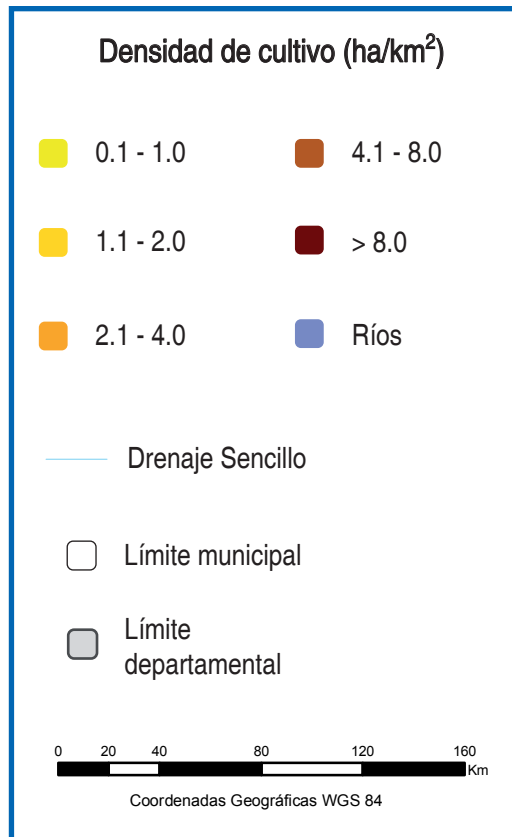 Densidad de cultivo (ha/km²)
0.1 - 1.0
4.1 - 8.0
1.1 - 2.0
> 8.0
2.1 - 4.0
Ríos
Drenaje Sencillo
Límite municipal
Límite
departamental
0 20 40 80 120 160
Km
Coordenadas Geográficas WGS 84